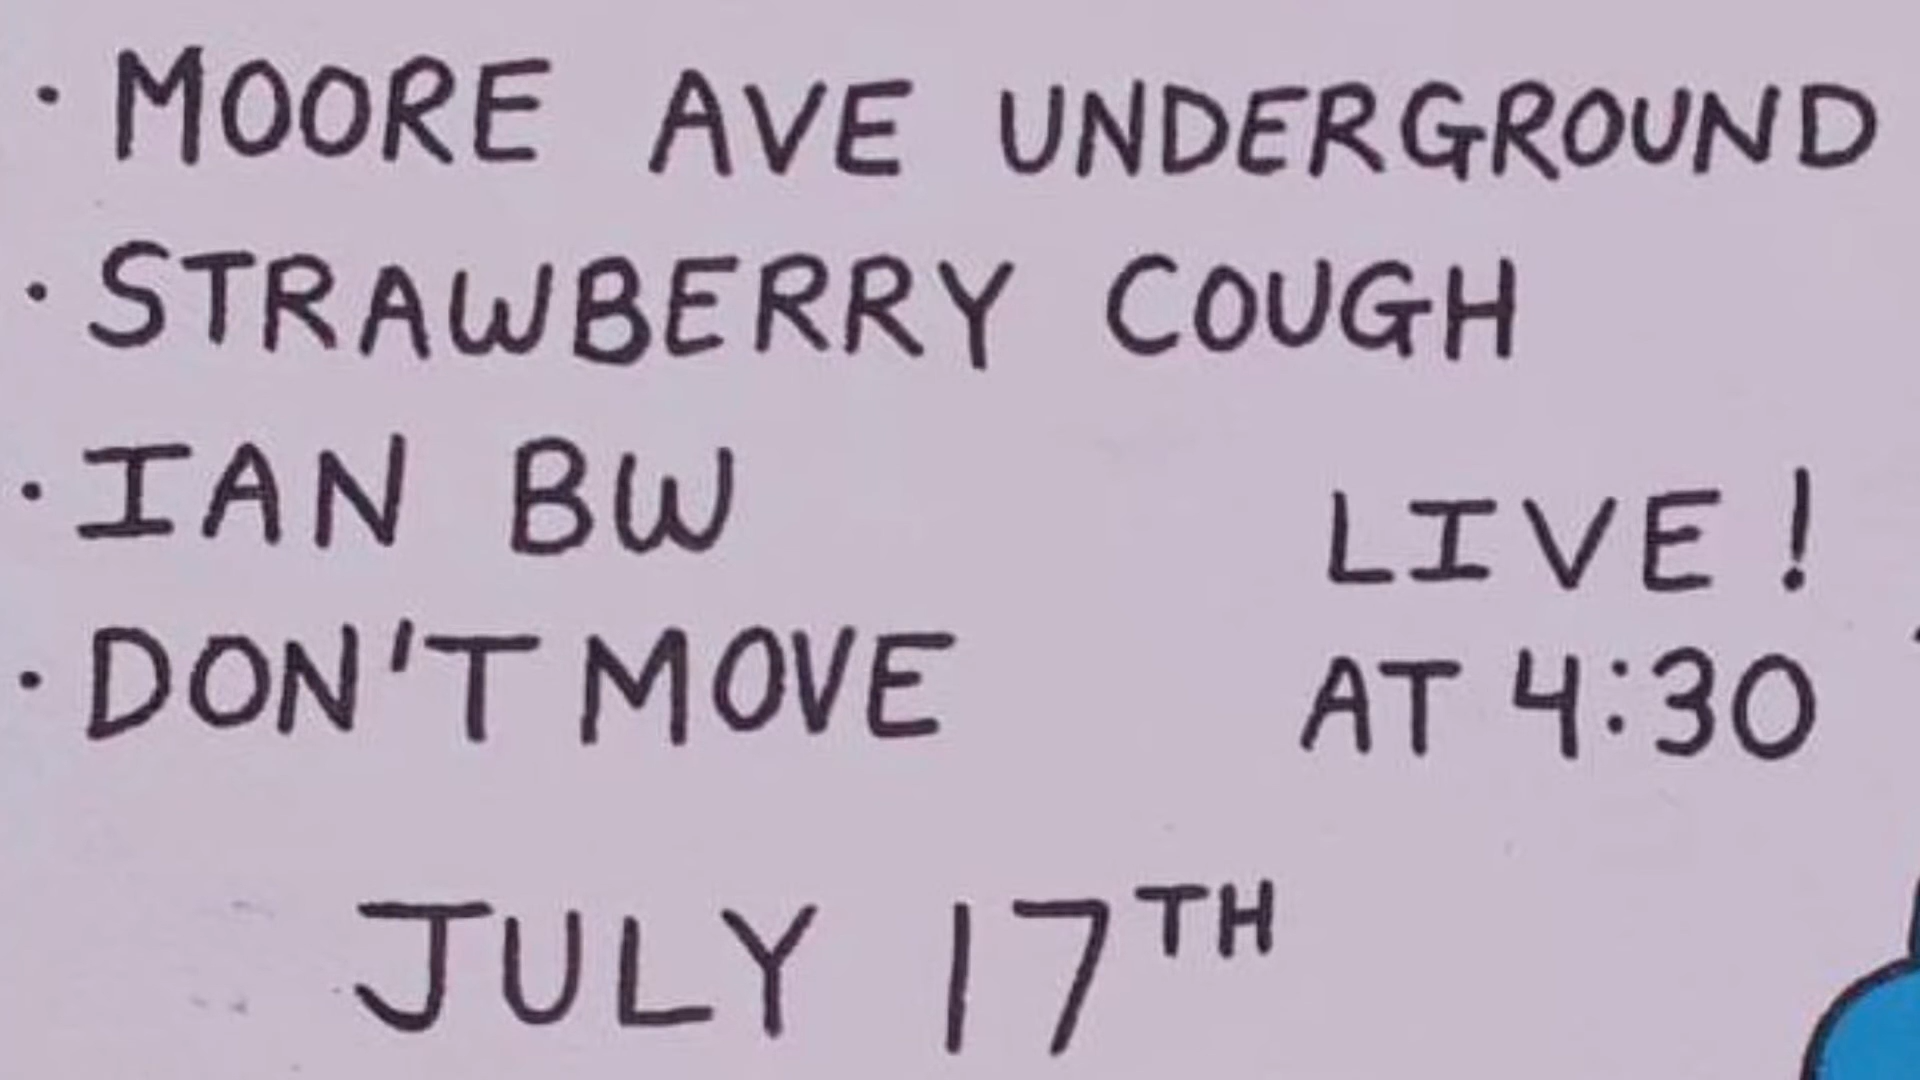 · MOORE AVE UNDERGROUND
· STRAWBERRY COUGH
· IAN BW
· DON'T MOVE
LIVE!
AT 4:30
JULY 17TH